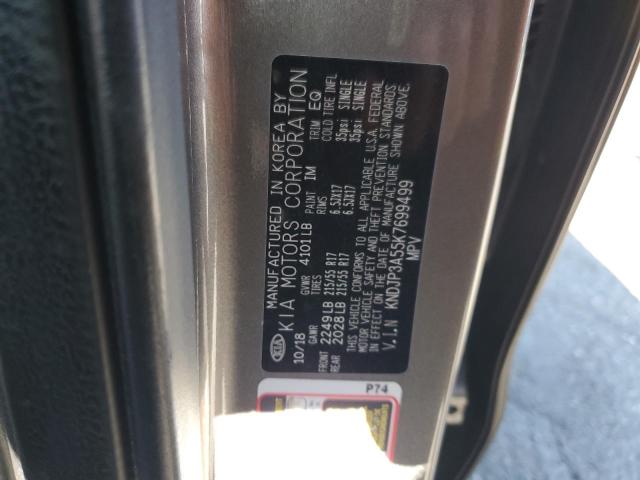 MANUFACTURED IN KOREA BY
KIA KIA MOTORS CORPORATION
10/18 GVWR 4101LB PAINT IM TRIM EQ
GAWR TIRES RIMS COLD TIRE INFL
FRONT 2249LB 215/55 R17 6.5JX17 35psi SINGLE
REAR 2028LB 215/55 R17 6.5JX17 35psi SINGLE
THIS VEHICLE CONFORMS TO ALL APPLICABLE U.S.A. FEDERAL
MOTOR VEHICLE SAFETY AND THEFT PREVENTION STANDARDS
IN EFFECT ON THE DATE OF MANUFACTURE SHOWN ABOVE.
V.I.N KNDJP3A55K7699499
MPV
P74